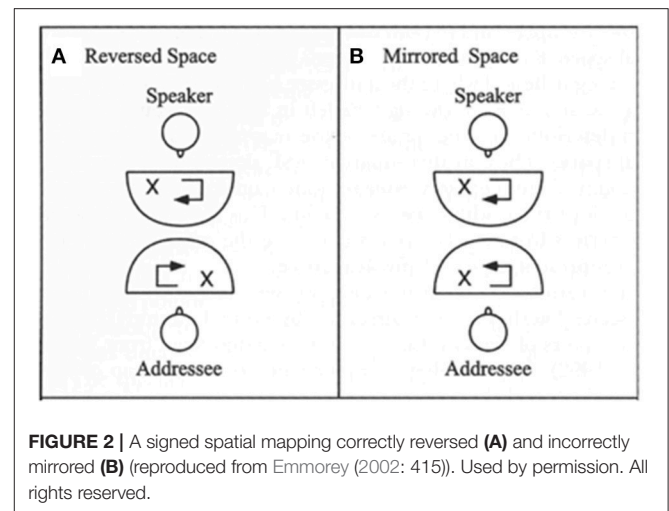 A Reversed Space
Speaker
X
X
Addressee
B Mirrored Space
Speaker
X
X
Addressee
FIGURE 2 | A signed spatial mapping correctly reversed (A) and incorrectly
mirrored (B) (reproduced from Emmorey (2002: 415)). Used by permission. All
rights reserved.